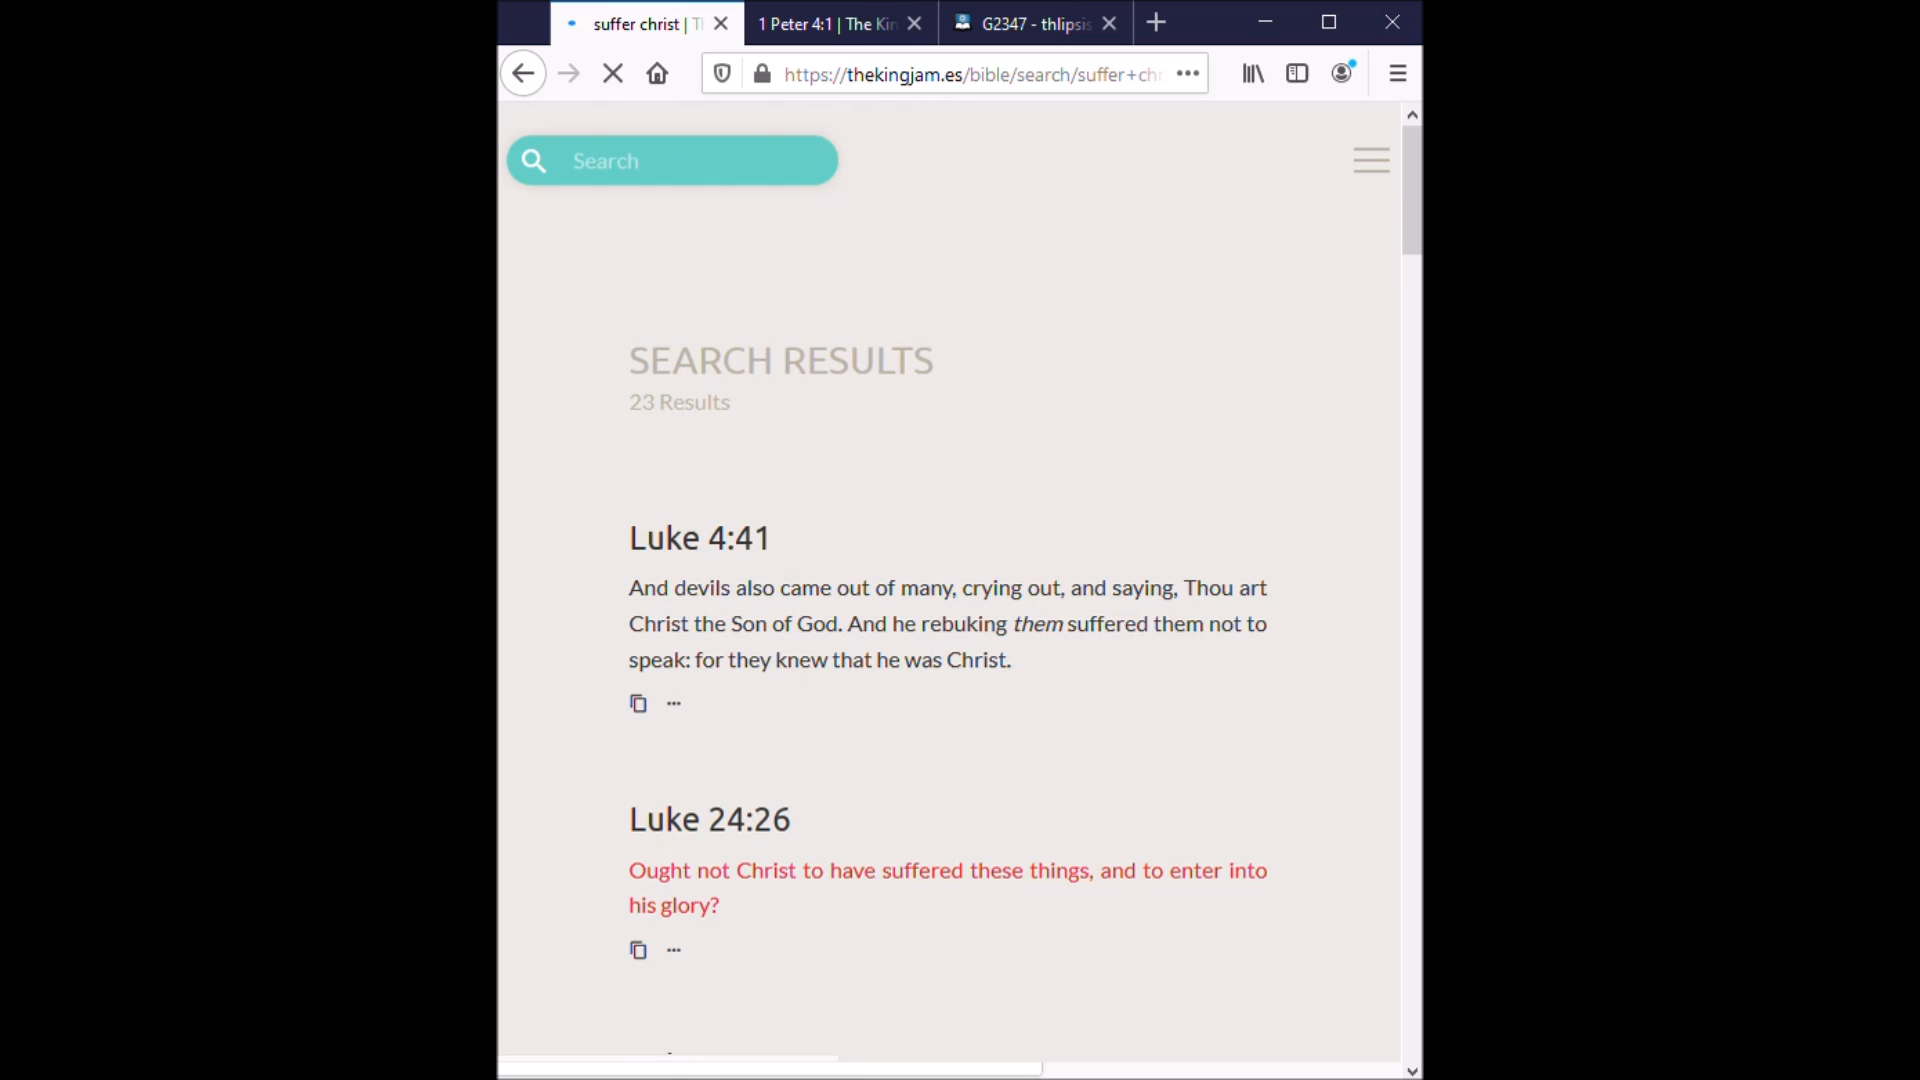 suffer christ |
1 Peter 4:1 | The Kin
G2347 - thlipsis
https://thekingjam.es/bible/search/suffer+chr
Search
SEARCH RESULTS
23 Results
Luke 4:41
And devils also came out of many, crying out, and saying, Thou art
Christ the Son of God. And he rebuking them suffered them not to
speak: for they knew that he was Christ.
Luke 24:26
Ought not Christ to have suffered these things, and to enter into
his glory?